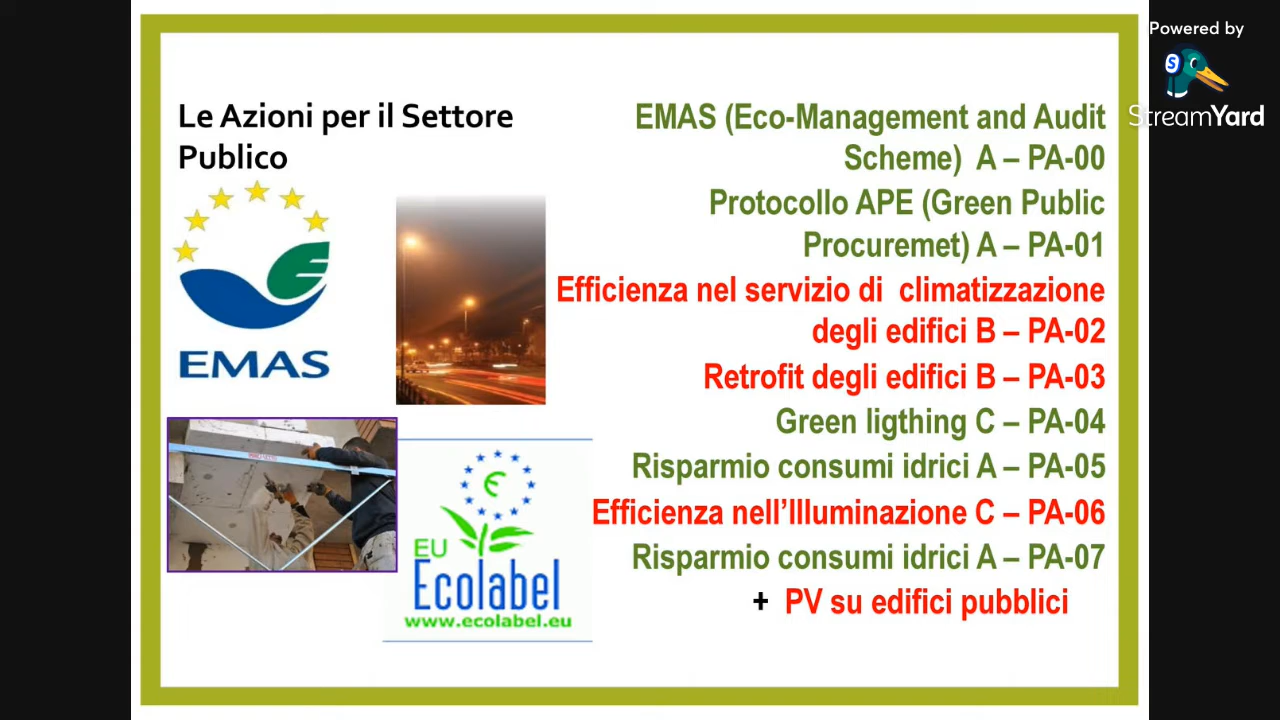 Powered by
StreamYard
Le Azioni per il Settore
Publico
EMAS
EU
Ecolabel
www.ecolabel.eu
EMAS (Eco-Management and Audit
Scheme) A – PA-00
Protocollo APE (Green Public
Procuremet) A – PA-01
Efficienza nel servizio di climatizzazione
degli edifici B – PA-02
Retrofit degli edifici B – PA-03
Green ligthing C – PA-04
Risparmio consumi idrici A – PA-05
Efficienza nell’Illuminazione C – PA-06
Risparmio consumi idrici A – PA-07
+ PV su edifici pubblici